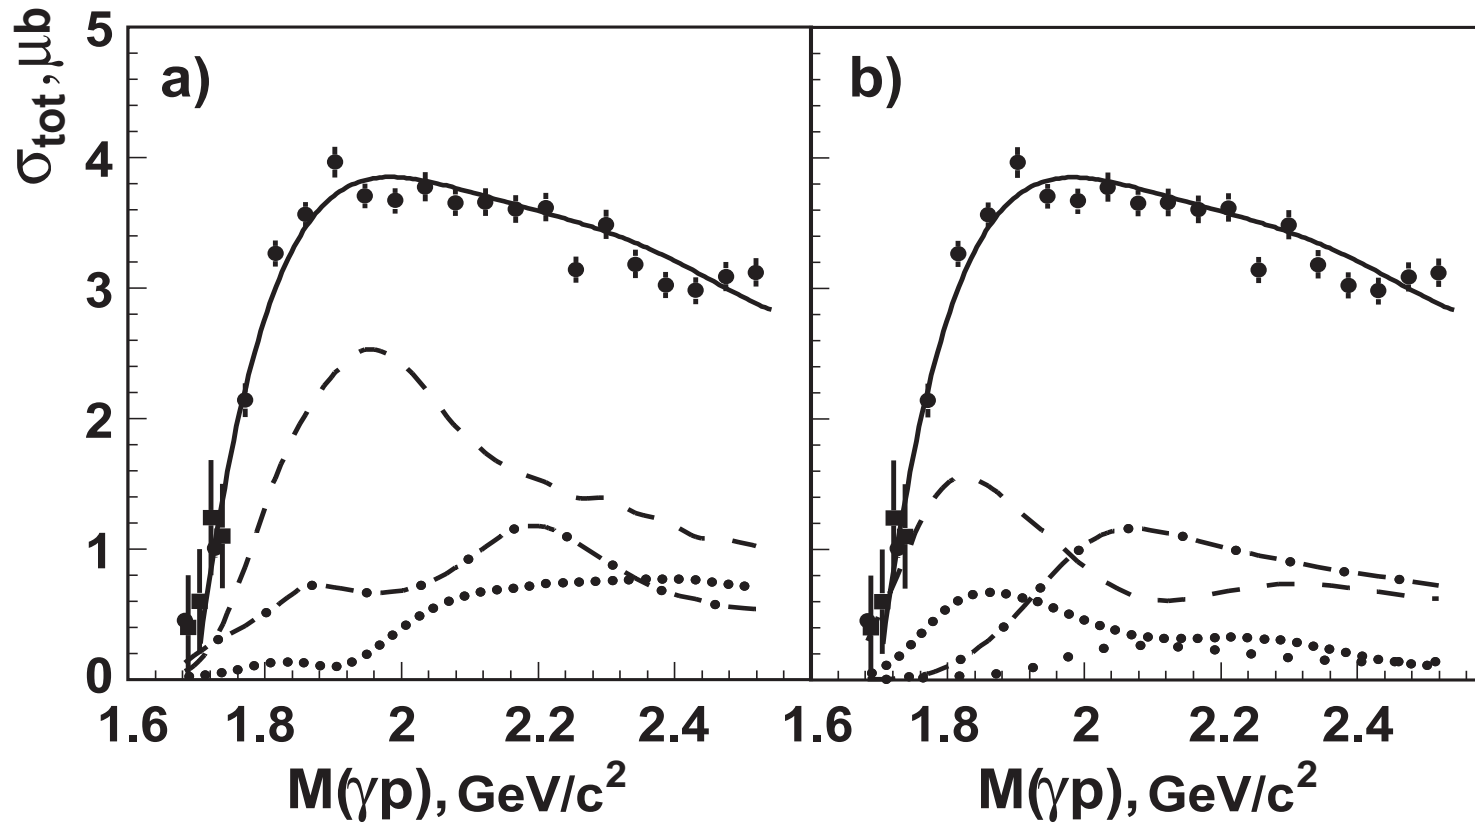 σtot, μb
a)
b)
5
4
3
2
1
0
1.6 1.8 2 2.2 2.4
1.6 1.8 2 2.2 2.4
M(γp), GeV/c²
M(γp), GeV/c²